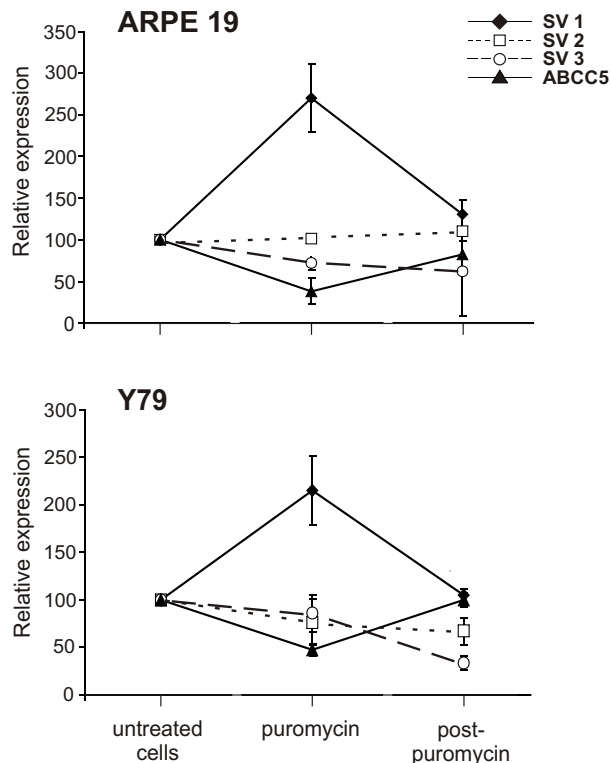 ARPE 19
SV 1
SV 2
SV 3
ABCC5
Relative expression
350
300
250
200
150
100
50
0
Y79
Relative expression
300
250
200
150
100
50
0
untreated cells
puromycin
post-puromycin